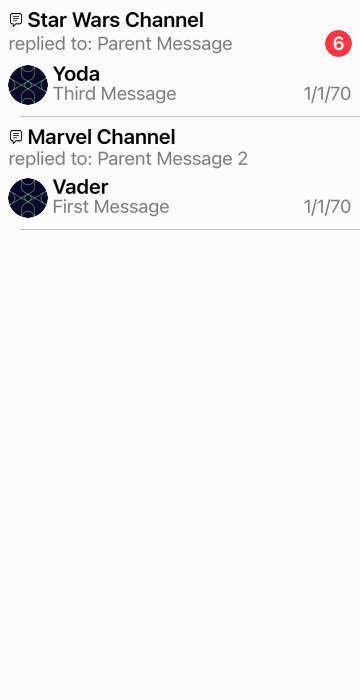 Star Wars Channel
replied to: Parent Message
6
Yoda
Third Message
1/1/70
Marvel Channel
replied to: Parent Message 2
Vader
First Message
1/1/70